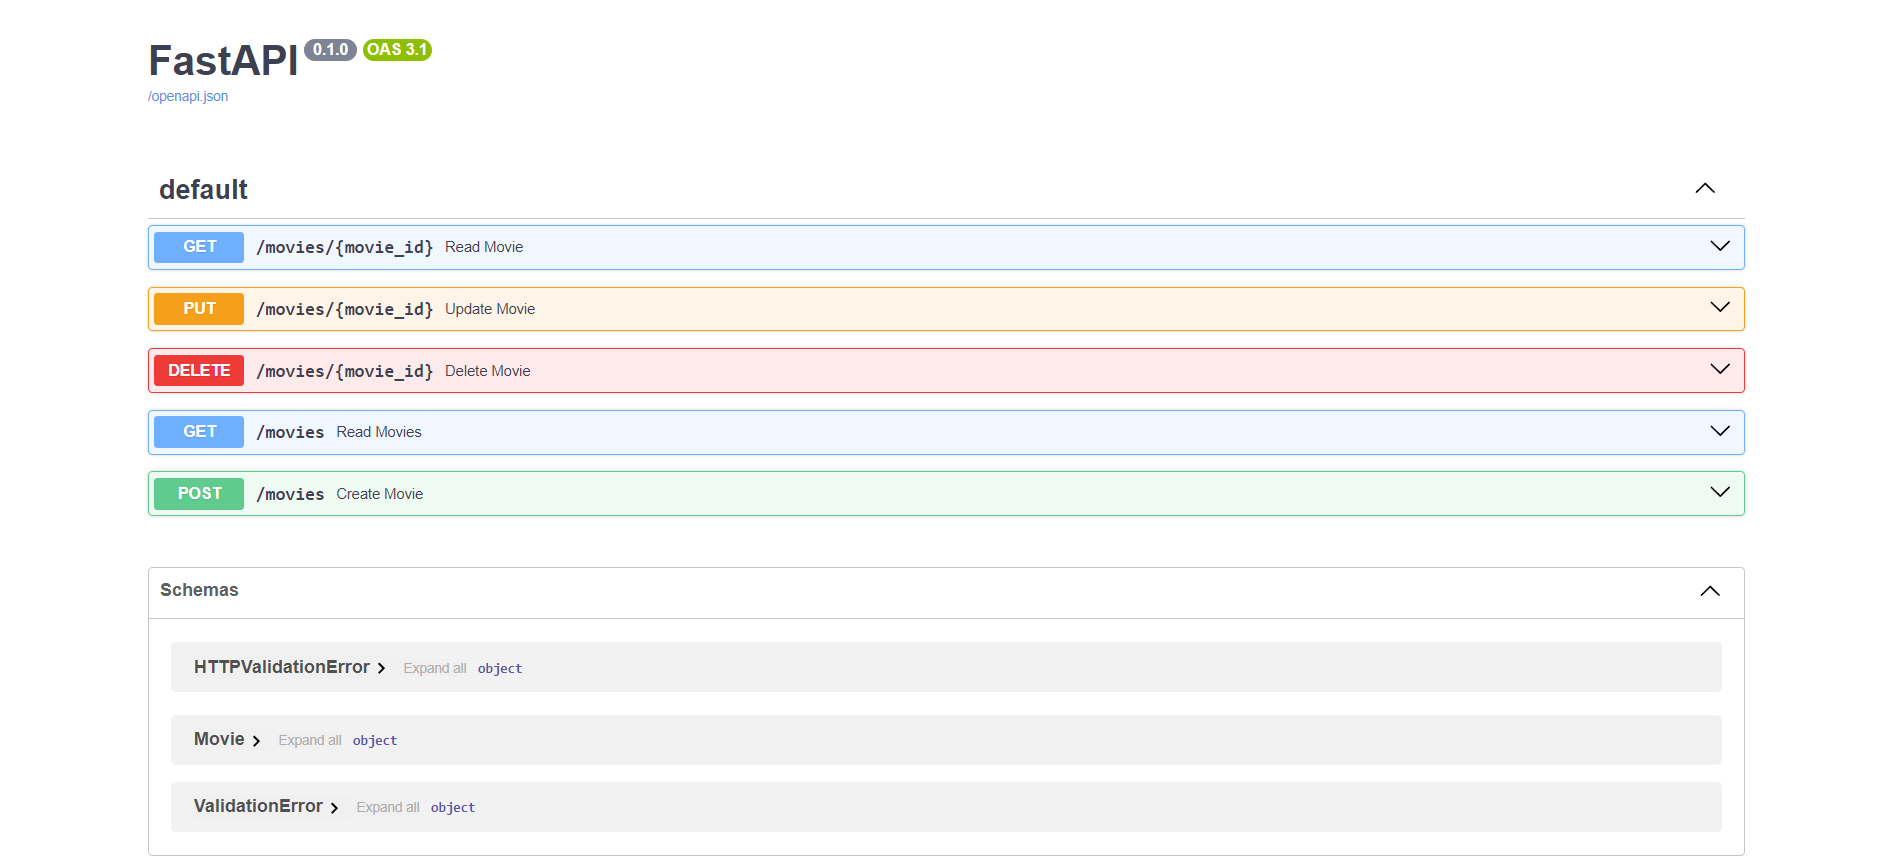 FastAPI 0.1.0 OAS 3.1
/openapi.json
default
GET /movies/{movie_id} Read Movie
PUT /movies/{movie_id} Update Movie
DELETE /movies/{movie_id} Delete Movie
GET /movies Read Movies
POST /movies Create Movie
Schemas
HTTPValidationError Expand all object
Movie Expand all object
ValidationError Expand all object